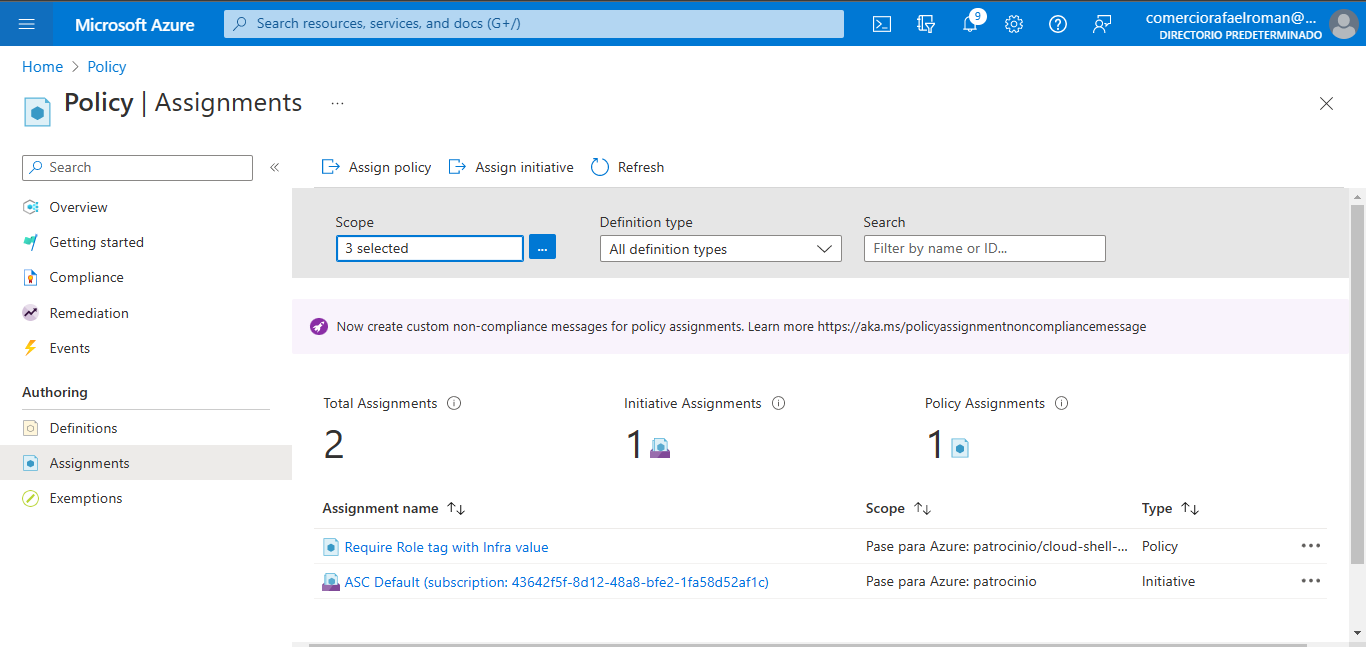 Microsoft Azure
Search resources, services, and docs (G+/)
9
comerciorafaelroman@...
DIRECTORIO PREDETERMINADO
Home > Policy
Policy | Assignments ...
Search «
Overview
Getting started
Compliance
Remediation
Events
Authoring
Definitions
Assignments
Exemptions
Assign policy Assign initiative Refresh
Scope Definition type Search
3 selected ... All definition types Filter by name or ID...
Now create custom non-compliance messages for policy assignments. Learn more https://aka.ms/policyassignmentnoncompliancemessage
Total Assignments Initiative Assignments Policy Assignments
2 1 1
Assignment name ↑↓ Scope ↑↓ Type ↑↓
Require Role tag with Infra value Pase para Azure: patrocinio/cloud-shell-... Policy ...
ASC Default (subscription: 43642f5f-8d12-48a8-bfe2-1fa58d52af1c) Pase para Azure: patrocinio Initiative ...